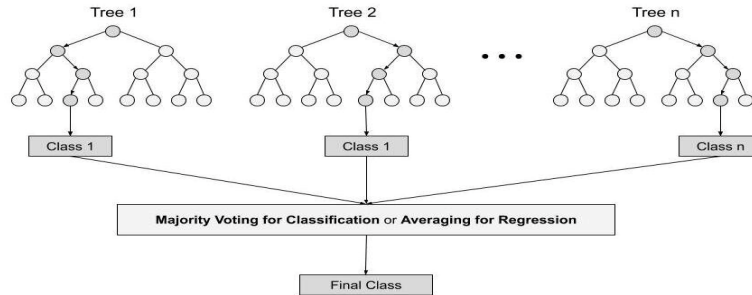 Tree 1
Tree 2
Tree n
Class 1
Class 1
Class n
Majority Voting for Classification or Averaging for Regression
Final Class